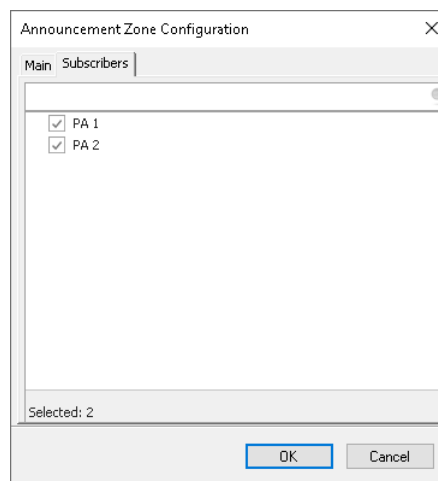 Announcement Zone Configuration
Main Subscribers
PA 1
PA 2
Selected: 2
OK Cancel